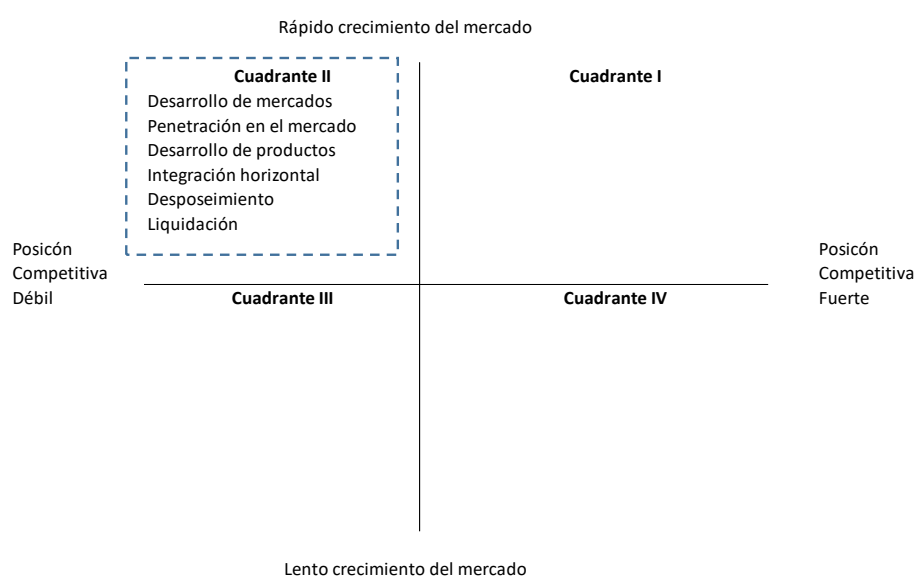 Rápido crecimiento del mercado
Cuadrante II
Cuadrante I
Desarrollo de mercados
Penetración en el mercado
Desarrollo de productos
Integración horizontal
Desposeimiento
Liquidación
Posicón
Competitiva
Débil
Posicón
Competitiva
Fuerte
Cuadrante III
Cuadrante IV
Lento crecimiento del mercado